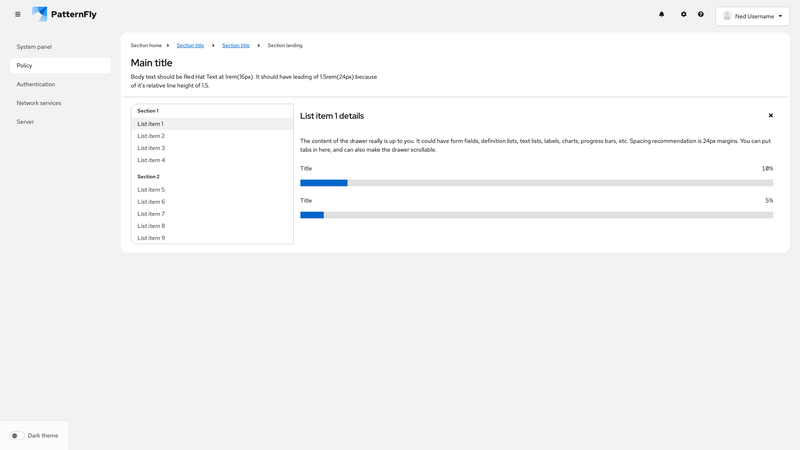 PatternFly
Ned Username
System panel
Policy
Authentication
Network services
Server
Section home
Section title
Section title
Section landing
Main title
Body text should be Red Hat Text at 1rem(16px). It should have leading of 1.5rem(24px) because
of it's relative line height of 1.5.
Section 1
List item 1
List item 2
List item 3
List item 4
Section 2
List item 5
List item 6
List item 7
List item 8
List item 9
List item 1 details
The content of the drawer really is up to you. It could have form fields, definition lists, text lists, labels, charts, progress bars, etc. Spacing recommendation is 24px margins. You can put
tabs in here, and can also make the drawer scrollable.
Title 10%
Title 5%
Dark theme